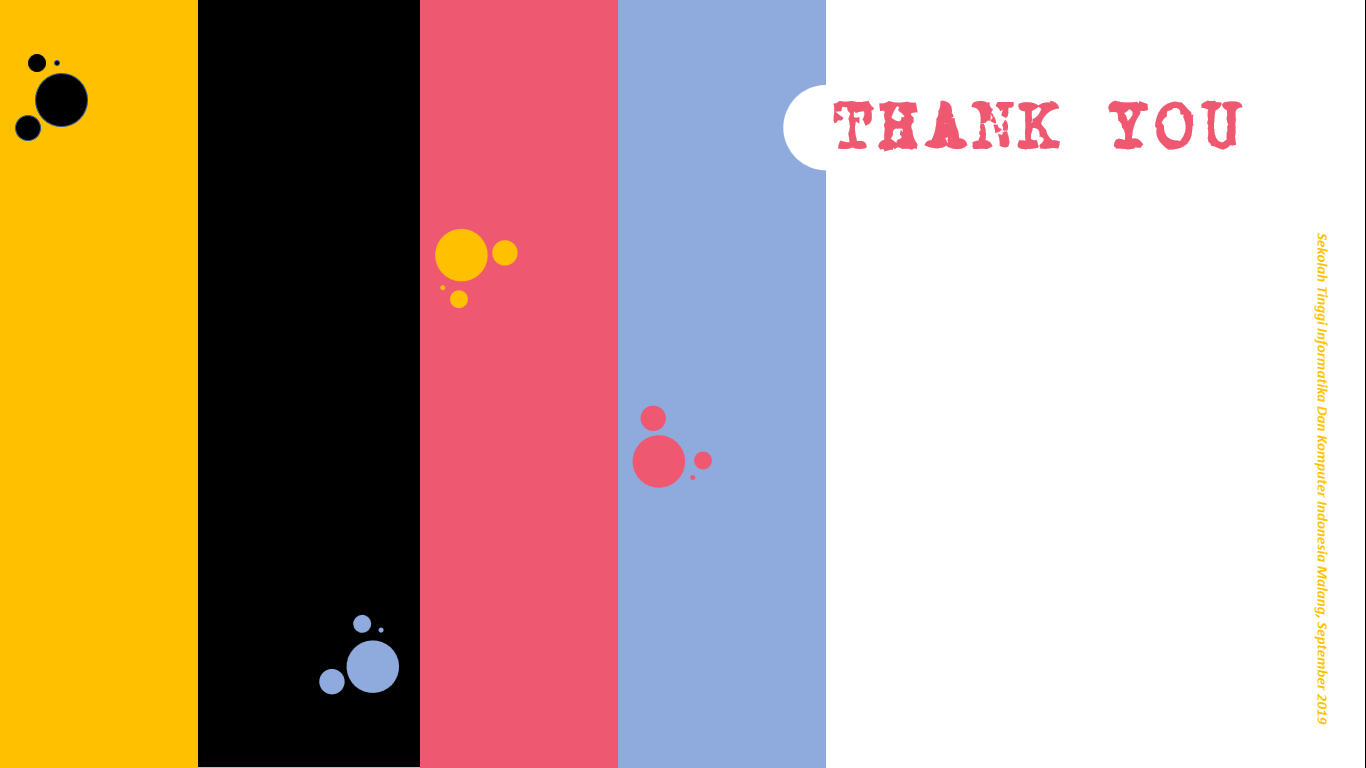 THANK YOU
Sekolah Tinggi Informatika Dan Komputer Indonesia Malang, September 2019